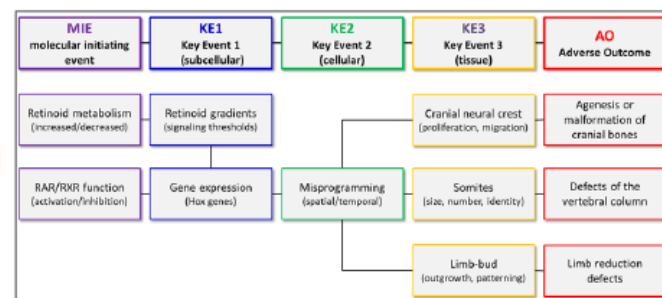 MIE
molecular initiating
event
KE1
Key Event 1
(subcellular)
KE2
Key Event 2
(cellular)
KE3
Key Event 3
(tissue)
AO
Adverse Outcome
Retinoid metabolism
(increased/decreased)
Retinoid gradients
(signaling thresholds)
Cranial neural crest
(proliferation, migration)
Agenesis or
malformation of
cranial bones
RAR/RXR function
(activation/inhibition)
Gene expression
(Hox genes)
Misprogramming
(spatial/temporal)
Somites
(size, number, identity)
Defects of the
vertebral column
Limb-bud
(outgrowth, patterning)
Limb reduction
defects